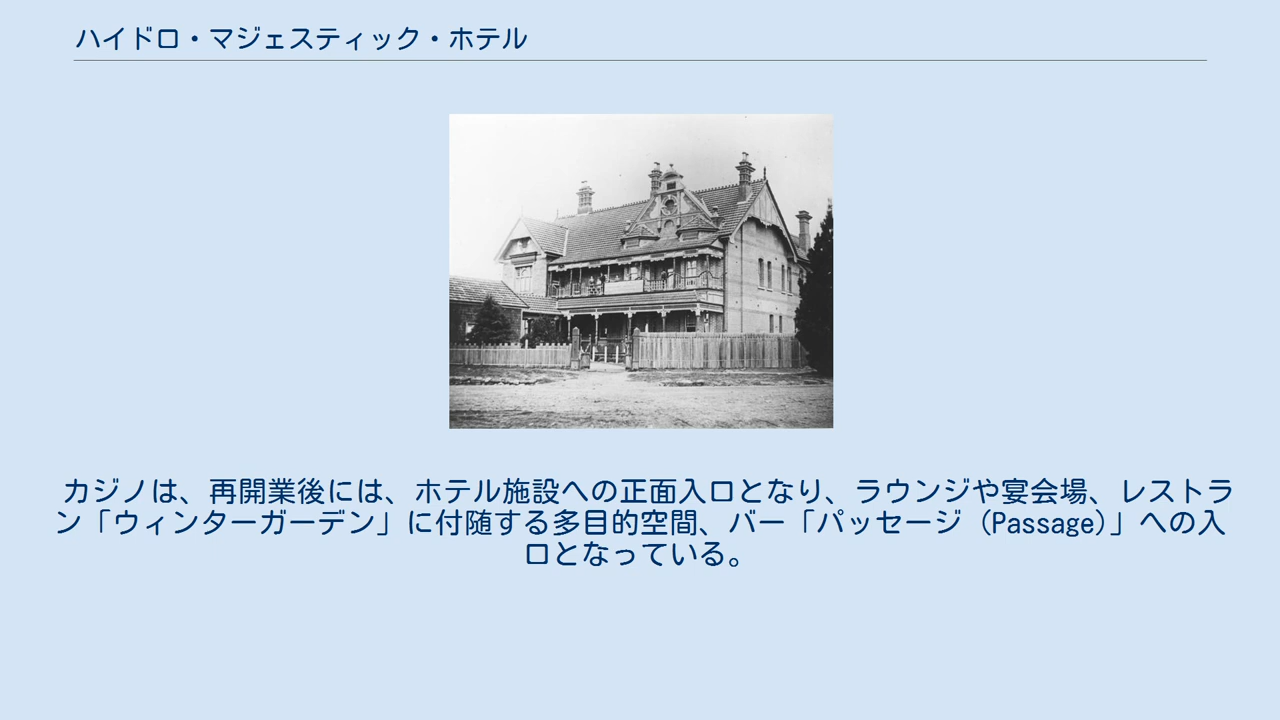 ハイドロ・マジェスティック・ホテル
カジノは、再開業後には、ホテル施設への正面入口となり、ラウンジや宴会場、レストラ
ン「ウィンターガーデン」に付随する多目的空間、バー「パッセージ（Passage）」への入
口となっている。